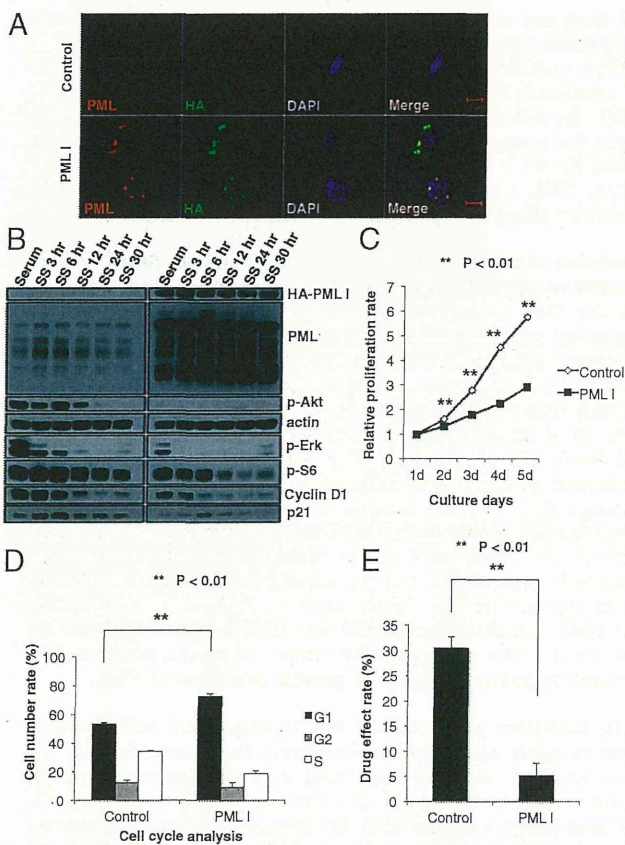 A
Control
PML HA DAPI Merge
PML I
PML HA DAPI Merge
B
Serum SS 3 hr SS 6 hr SS 12 hr SS 24 hr SS 30 hr Serum SS 3 hr SS 6 hr SS 12 hr SS 24 hr SS 30 hr
HA-PML I
PML
p-Akt
actin
p-Erk
p-S6
Cyclin D1
p21
C
** P < 0.01
Relative proliferation rate
7
6
5
4
3
2
1
0
** ** ** **
Control
PML I
1d 2d 3d 4d 5d
Culture days
D
** P < 0.01
**
Cell number rate (%)
100
80
60
40
20
0
G1
G2
S
Control PML I
Cell cycle analysis
E
** P < 0.01
**
Drug effect rate (%)
35
30
25
20
15
10
5
0
Control PML I